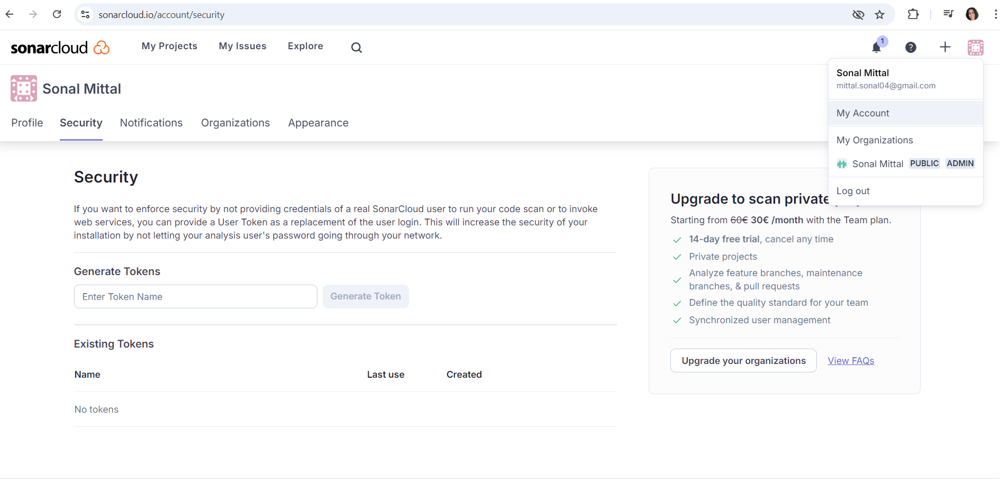 sonarcloud.io/account/security
sonarcloud
My Projects
My Issues
Explore
1
?
Sonal Mittal
mittal.sonal04@gmail.com
My Account
My Organizations
Sonal Mittal PUBLIC ADMIN
Log out
Sonal Mittal
Profile
Security
Notifications
Organizations
Appearance
Security
If you want to enforce security by not providing credentials of a real SonarCloud user to run your code scan or to invoke
web services, you can provide a User Token as a replacement of the user login. This will increase the security of your
installation by not letting your analysis user's password going through your network.
Generate Tokens
Enter Token Name
Generate Token
Existing Tokens
Name
Last use
Created
No tokens
Upgrade to scan private
Starting from 60€ 30€ /month with the Team plan.
14-day free trial, cancel any time
Private projects
Analyze feature branches, maintenance
branches, & pull requests
Define the quality standard for your team
Synchronized user management
Upgrade your organizations
View FAQs